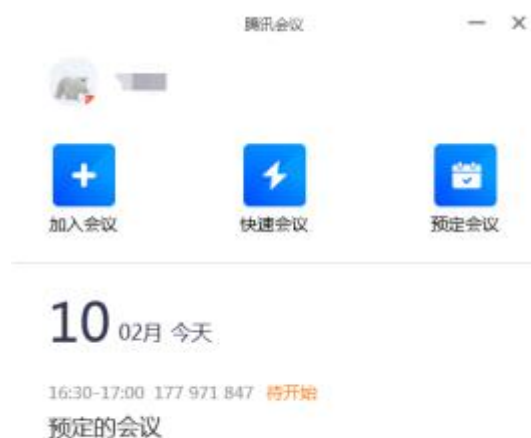 腾讯会议
加入会议 快速会议 预定会议
10 02月 今天
16:30-17:00 177 971 847 待开始
预定的会议